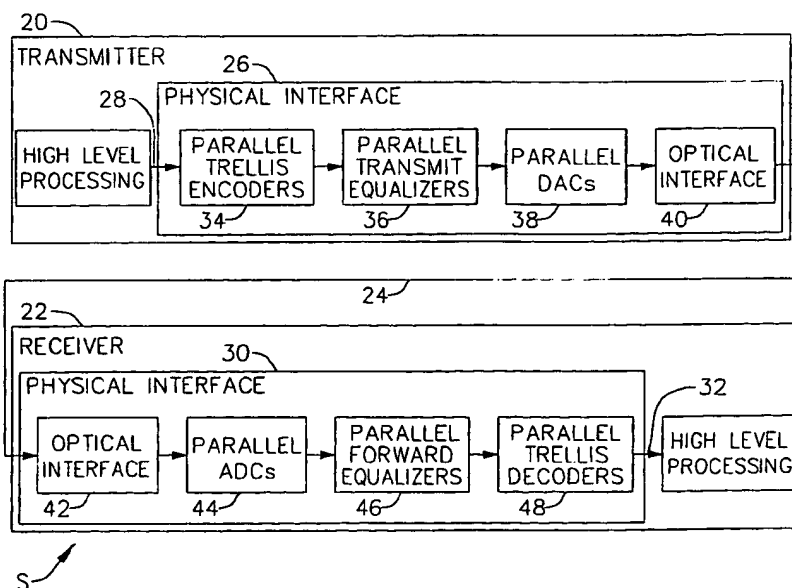 20
TRANSMITTER
26
PHYSICAL INTERFACE
28
HIGH LEVEL
PROCESSING
PARALLEL
TRELLIS
ENCODERS
34
PARALLEL
TRANSMIT
EQUALIZERS
36
PARALLEL
DACs
38
OPTICAL
INTERFACE
40
24
22
RECEIVER
30
PHYSICAL INTERFACE
32
OPTICAL
INTERFACE
42
PARALLEL
ADCs
44
PARALLEL
FORWARD
EQUALIZERS
46
PARALLEL
TRELLIS
DECODERS
48
HIGH LEVEL
PROCESSING
S